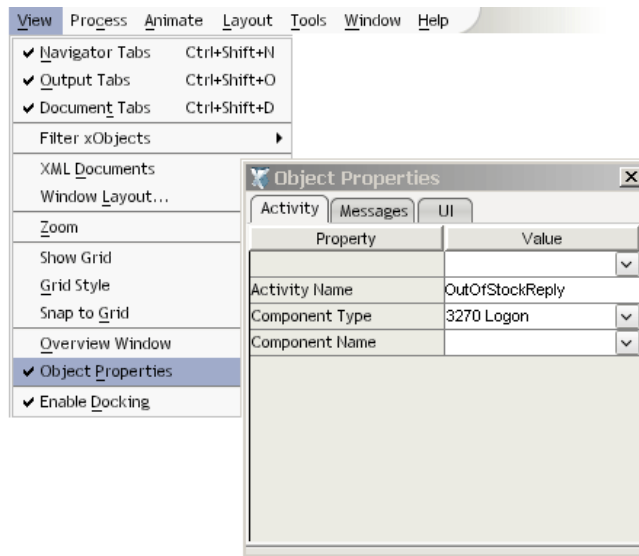 View Process Animate Layout Tools Window Help
Navigator Tabs Ctrl+Shift+N
Output Tabs Ctrl+Shift+O
Document Tabs Ctrl+Shift+D
Filter xObjects
XML Documents
Window Layout...
Zoom
Show Grid
Grid Style
Snap to Grid
Overview Window
Object Properties
Enable Docking
Object Properties
Activity Messages UI
Property Value
Activity Name OutOfStockReply
Component Type 3270 Logon
Component Name